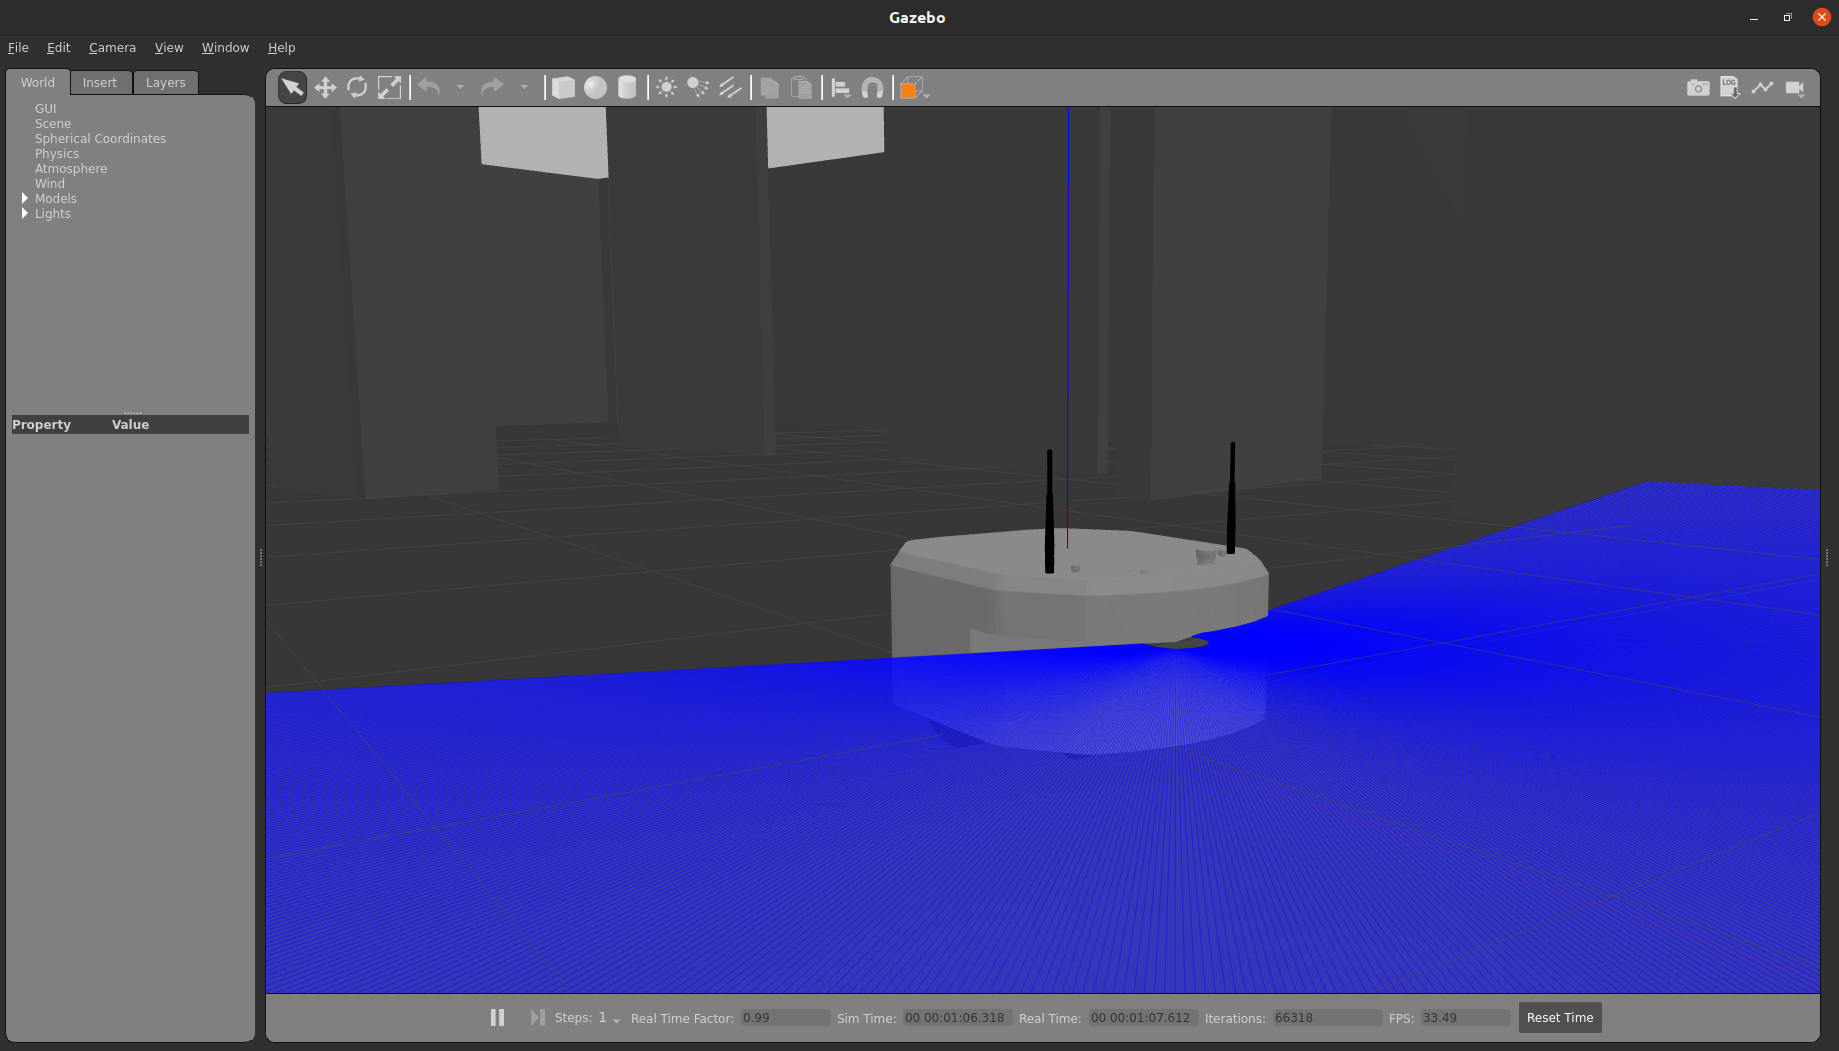 Gazebo
File Edit Camera View Window Help
World Insert Layers
GUI
Scene
Spherical Coordinates
Physics
Atmosphere
Wind
Models
Lights
Property Value
LOG
Steps: 1 Real Time Factor: 0.99 Sim Time: 00 00:01:06.318 Real Time: 00 00:01:07.612 Iterations: 66318 FPS: 33.49 Reset Time